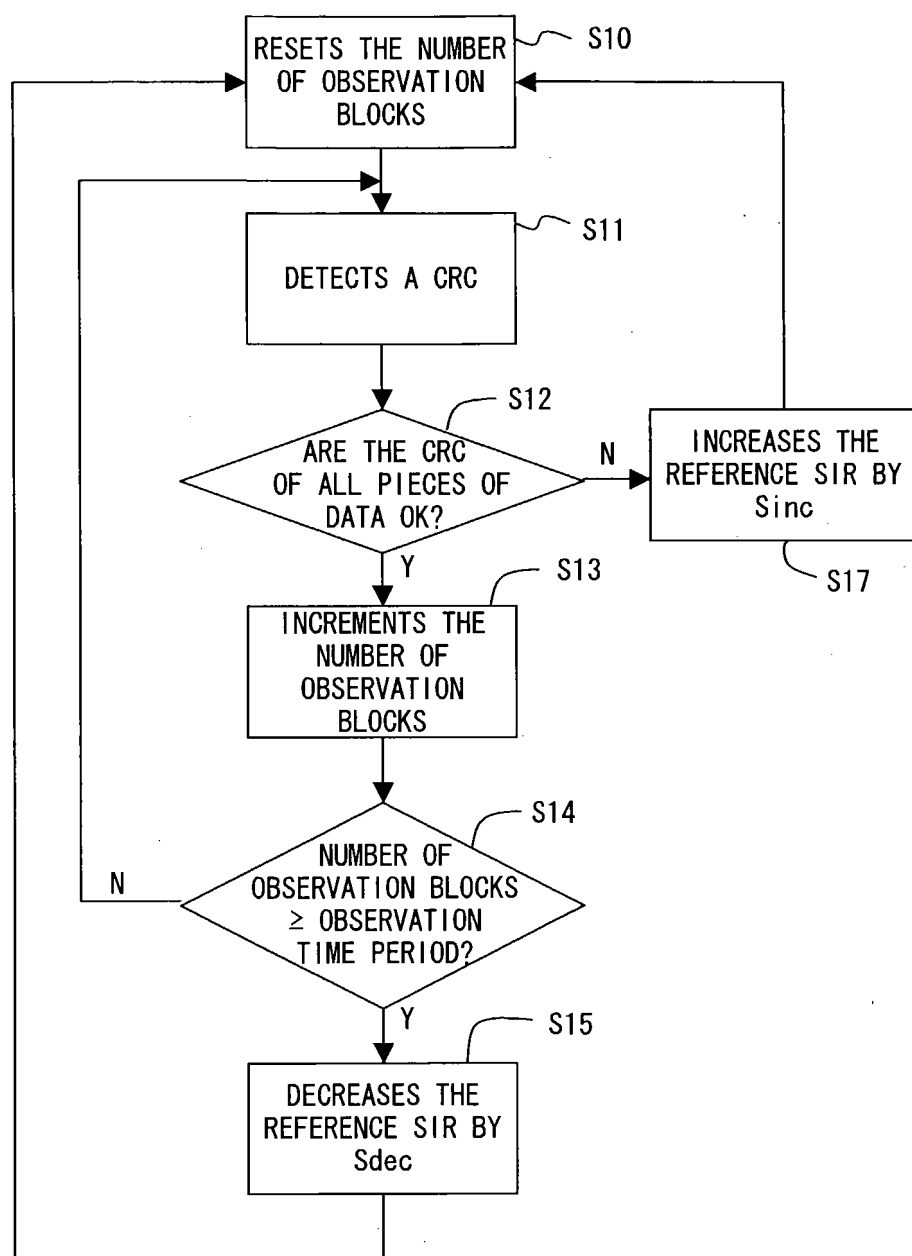 RESETS THE NUMBER
OF OBSERVATION
BLOCKS
S10
DETECTS A CRC
S11
ARE THE CRC
OF ALL PIECES OF
DATA OK?
S12
N
INCREASES THE
REFERENCE SIR BY
Sinc
S17
Y
INCREMENTS THE
NUMBER OF
OBSERVATION
BLOCKS
S13
NUMBER OF
OBSERVATION BLOCKS
≥ OBSERVATION
TIME PERIOD?
S14
N
Y
DECREASES THE
REFERENCE SIR BY
Sdec
S15